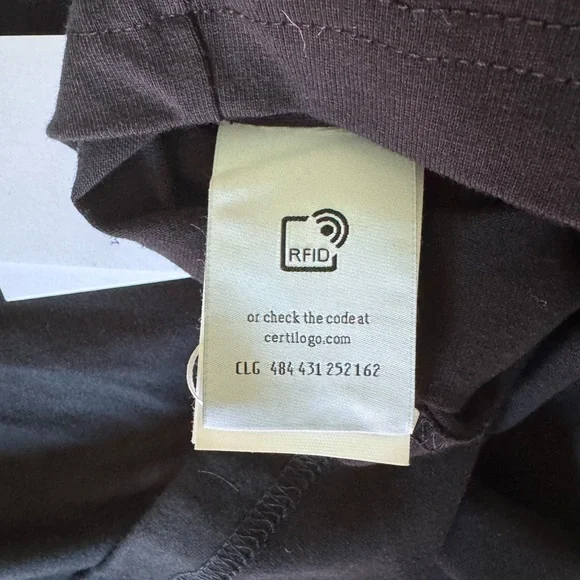 RFID
or check the code at
certilogo.com
CLG 484 431 252162